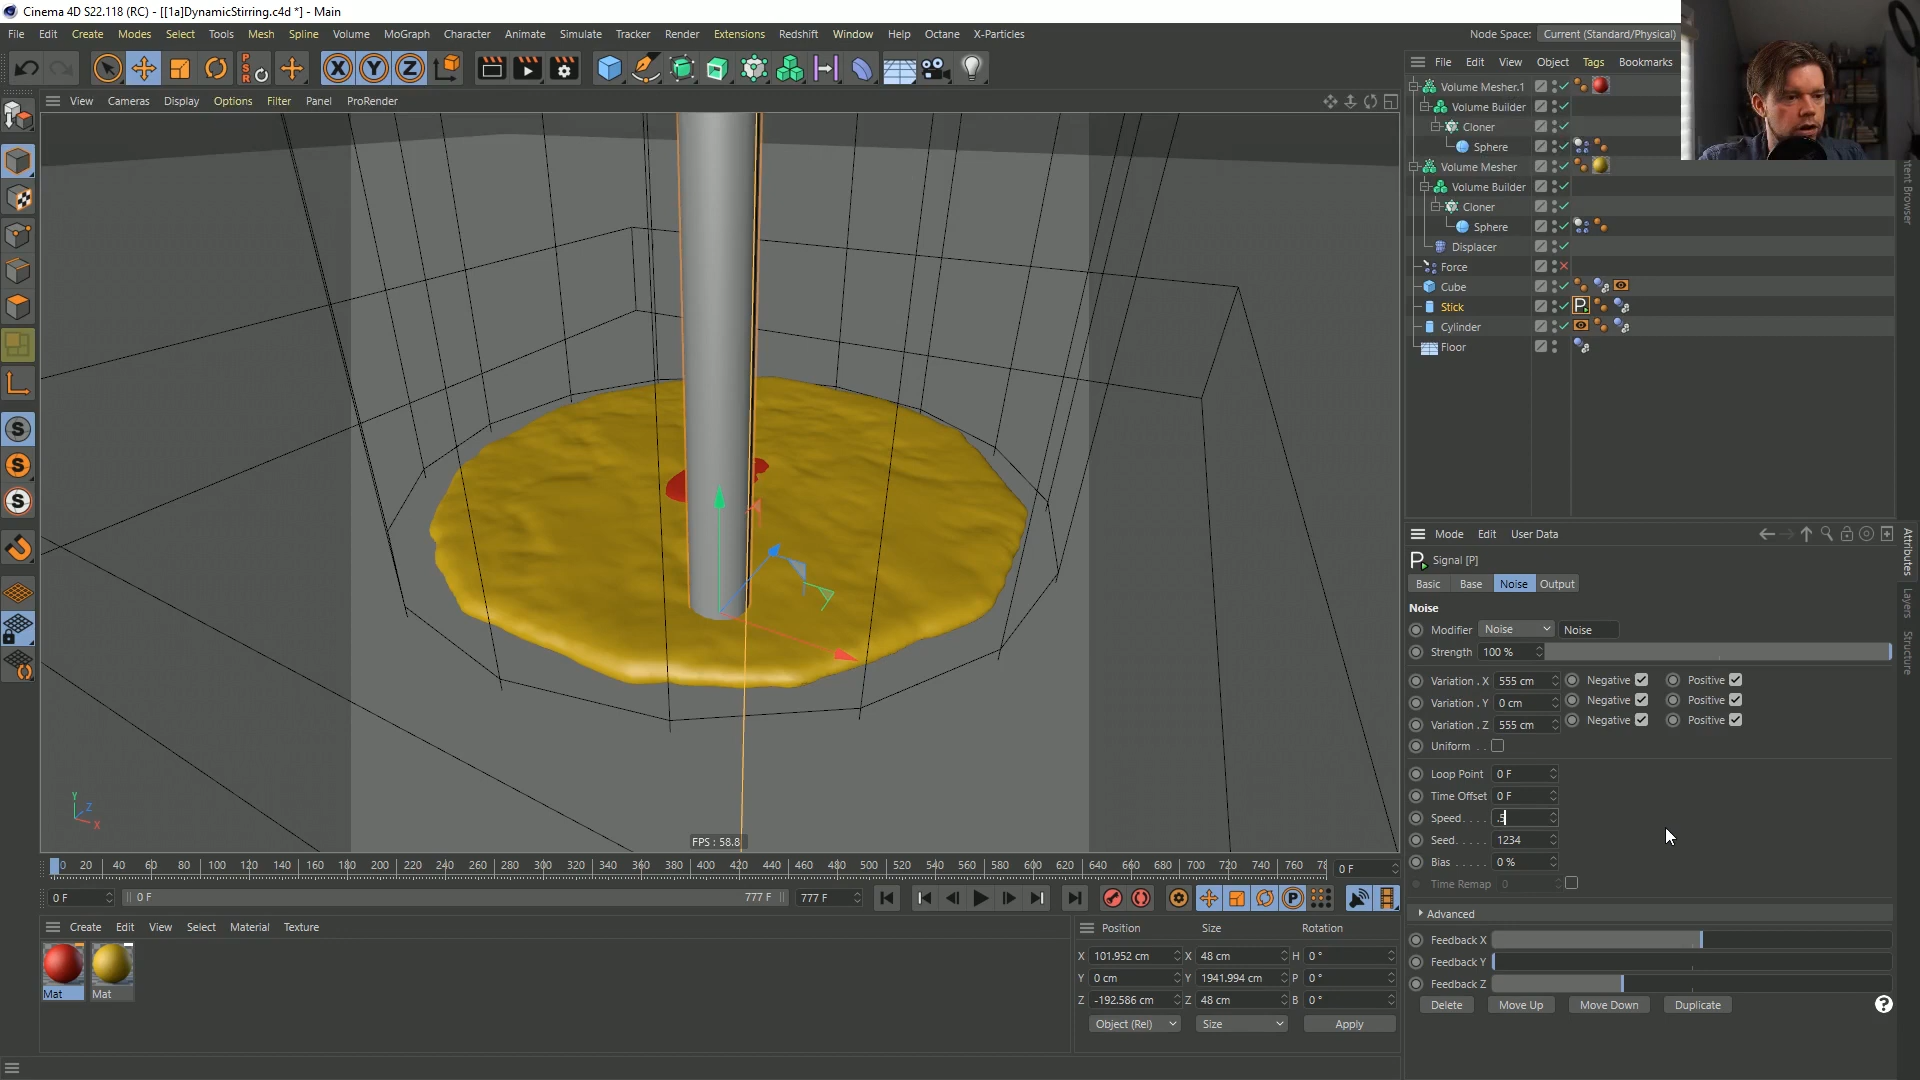 Cinema 4D S22.118 (RC) - [[1a]DynamicStirring.c4d *] - Main
File Edit Create Modes Select Tools Mesh Spline Volume MoGraph Character Animate Simulate Tracker Render Extensions Redshift Window Help Octane X-Particles Node Space: Current (Standard/Physical)
P S R
X Y Z
File Edit View Object Tags Bookmarks
View Cameras Display Options Filter Panel ProRender
Volume Mesher.1
Volume Builder
Cloner
Sphere
Volume Mesher
Volume Builder
Cloner
Sphere
Displacer
Force
Cube
Stick
Cylinder
Floor
Mode Edit User Data
Signal [P]
Basic Base Noise Output
Noise
Modifier Noise Noise
Strength 100 %
Variation . X 555 cm Negative Positive
Variation . Y 0 cm Negative Positive
Variation . Z 555 cm Negative Positive
Uniform . .
Loop Point 0 F
Time Offset 0 F
Speed. . . . .5
Seed. . . . . 1234
Bias . . . . . 0 %
Time Remap 0
Advanced
Feedback X
Feedback Y
Feedback Z
Delete Move Up Move Down Duplicate
Attributes
Layers
Structure
Y
Z
X
FPS : 58.8
0 20 40 60 80 100 120 140 160 180 200 220 240 260 280 300 320 340 360 380 400 420 440 460 480 500 520 540 560 580 600 620 640 660 680 700 720 740 760 78 0 F
0 F 0 F 777 F 777 F
Create Edit View Select Material Texture
Mat Mat
Position Size Rotation
X 101.952 cm X 48 cm H 0 °
Y 0 cm Y 1941.994 cm P 0 °
Z -192.586 cm Z 48 cm B 0 °
Object (Rel) Size Apply